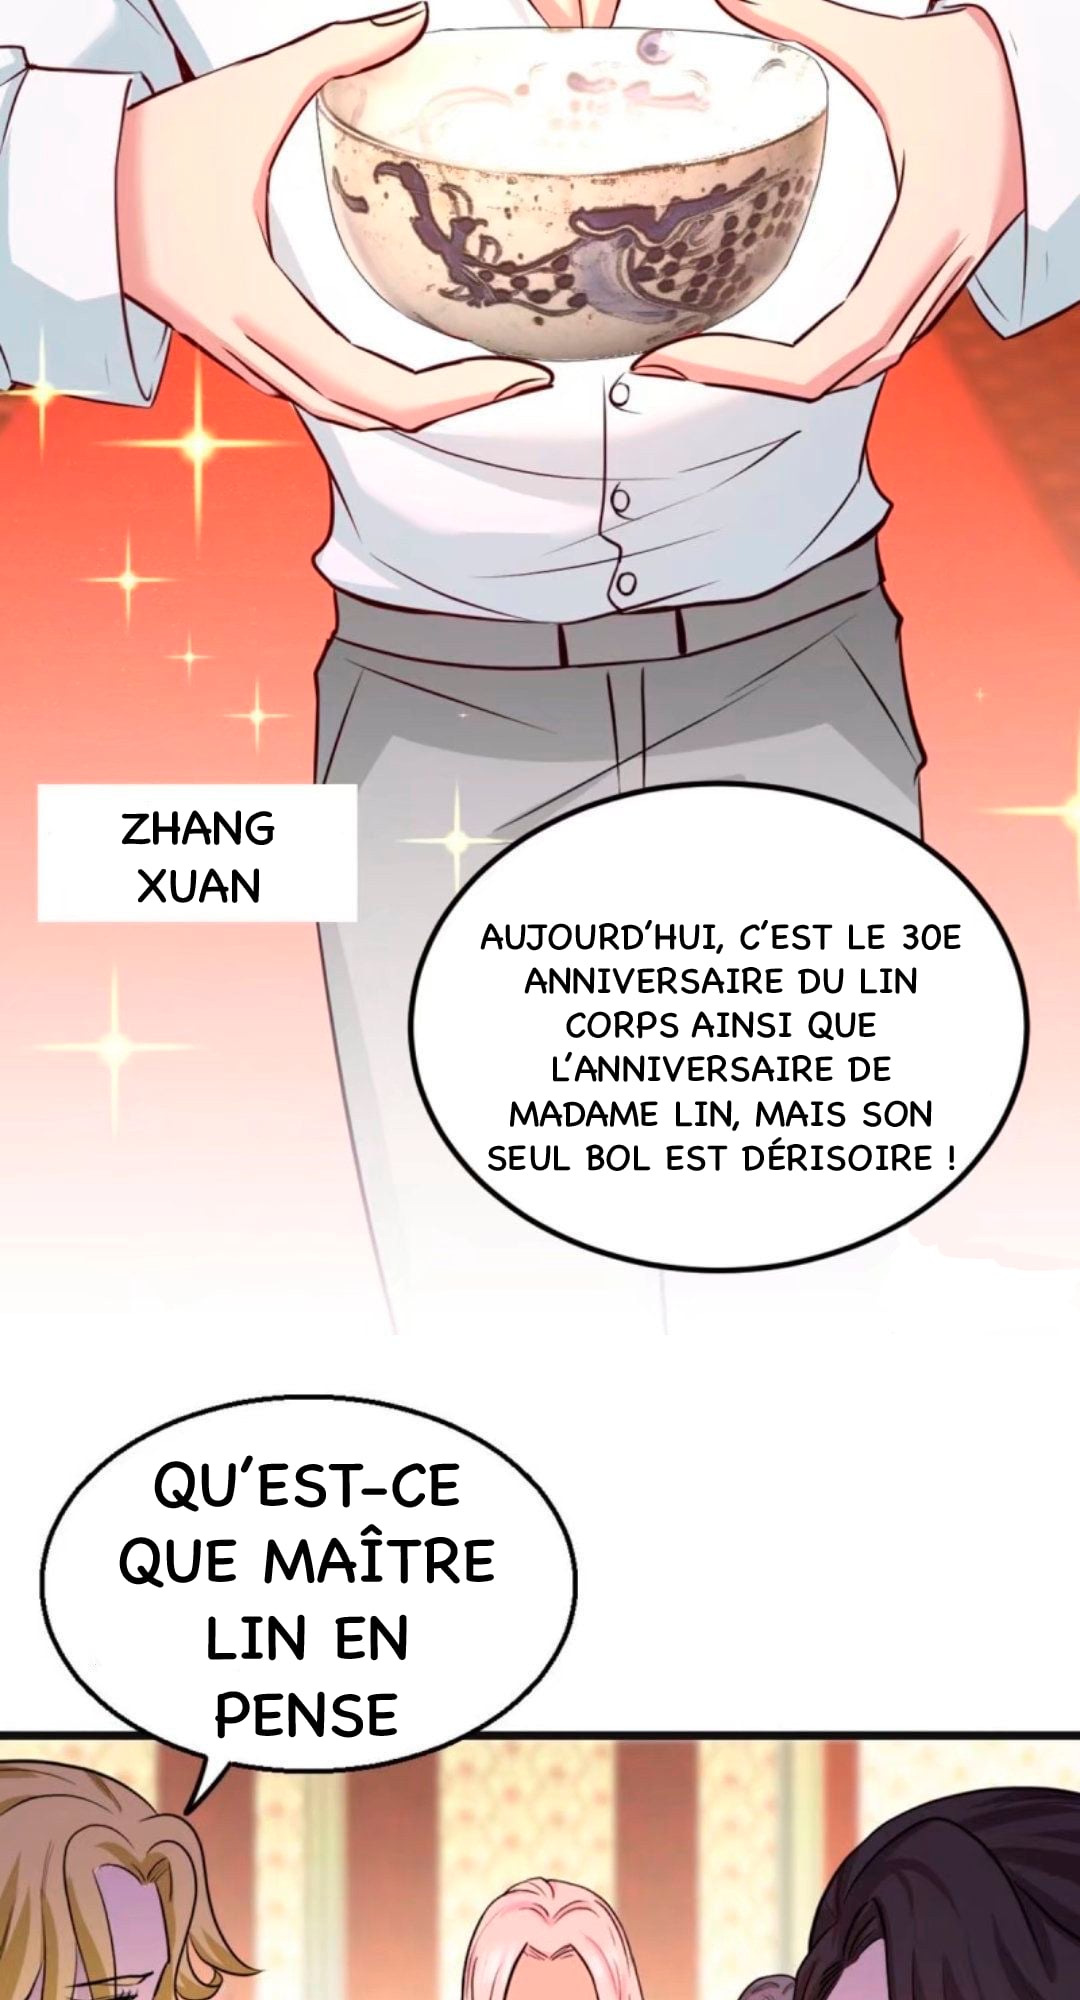 ZHANG
XUAN
AUJOURD'HUI, C'EST LE 30E
ANNIVERSAIRE DU LIN
CORPS AINSI QUE
L'ANNIVERSAIRE DE
MADAME LIN, MAIS SON
SEUL BOL EST DÉRISOIRE !
QU'EST-CE
QUE MAÎTRE
LIN EN
PENSE